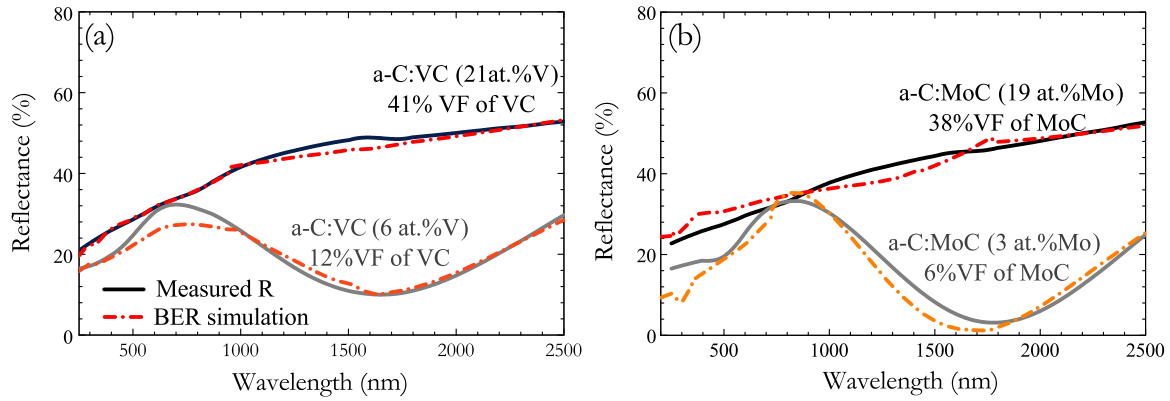 (a)
80
60
40
20
0
Reflectance (%)
a-C:VC (21at.%V)
41% VF of VC
a-C:VC (6 at.%V)
12%VF of VC
Measured R
BER simulation
500
1000
1500
2000
2500
Wavelength (nm)
(b)
80
60
40
20
0
Reflectance (%)
a-C:MoC (19 at.%Mo)
38%VF of MoC
a-C:MoC (3 at.%Mo)
6%VF of MoC
500
1000
1500
2000
2500
Wavelength (nm)